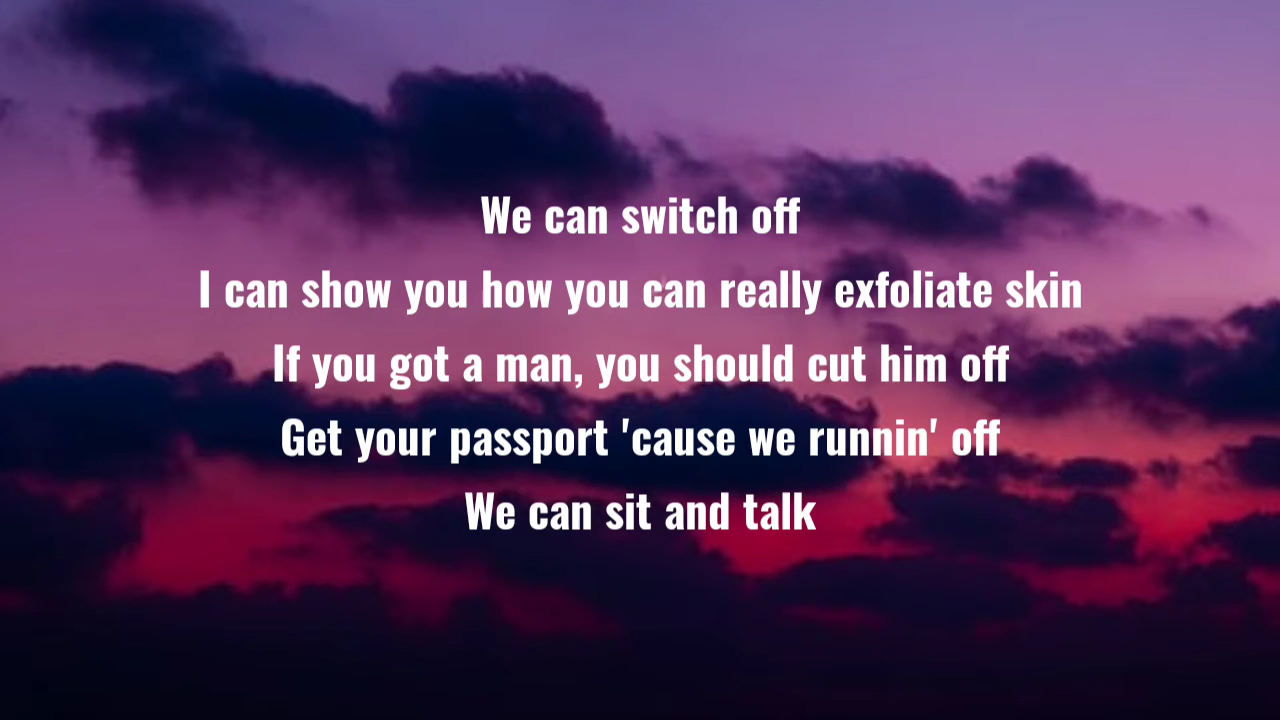 We can switch off
I can show you how you can really exfoliate skin
If you got a man, you should cut him off
Get your passport 'cause we runnin' off
We can sit and talk